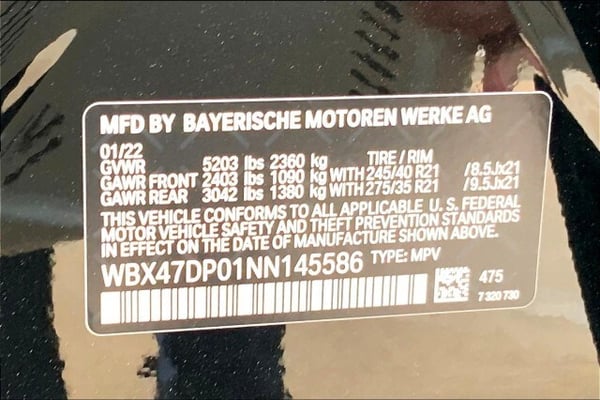 MFD BY BAYERISCHE MOTOREN WERKE AG
01/22 TIRE / RIM
GVWR 5203 lbs 2360 kg
GAWR FRONT 2403 lbs 1090 kg WITH 245/40 R21 /8.5Jx21
GAWR REAR 3042 lbs 1380 kg WITH 275/35 R21 /9.5Jx21
THIS VEHICLE CONFORMS TO ALL APPLICABLE U. S. FEDERAL
MOTOR VEHICLE SAFETY AND THEFT PREVENTION STANDARDS
IN EFFECT ON THE DATE OF MANUFACTURE SHOWN ABOVE.
WBX47DP01NN145586 TYPE: MPV
475
7 320 730